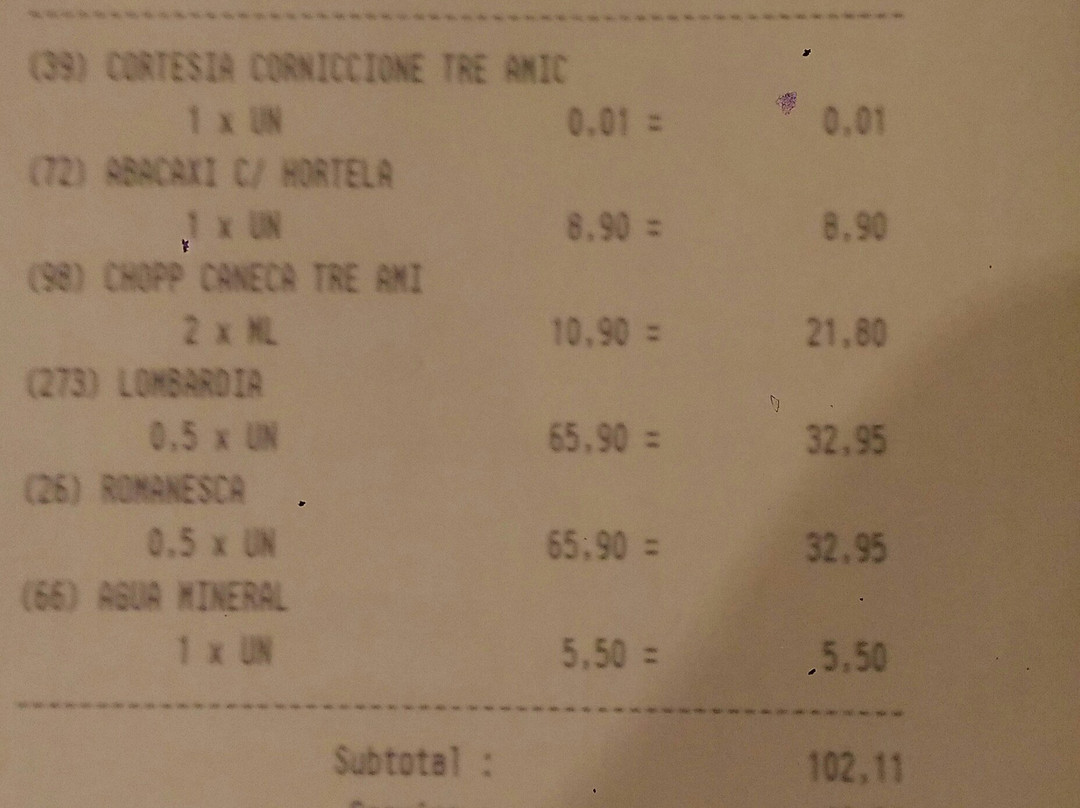 (39) CORTESIA CORNICCIONE TRE AMIC
1 x UN 0.01 = 0,01
(72) ABACAXI C/ HORTELA
1 x UN 8.90 = 8,90
(98) CHOPP CANECA TRE AMI
2 x ML 10,90 = 21,80
(273) LOMBARDIA
0,5 x UN 65,90 = 32,95
(26) ROMANESCA
0,5 x UN 65,90 = 32,95
(66) AGUA MINERAL
1 x UN 5,50 = 5,50
Subtotal : 102,11